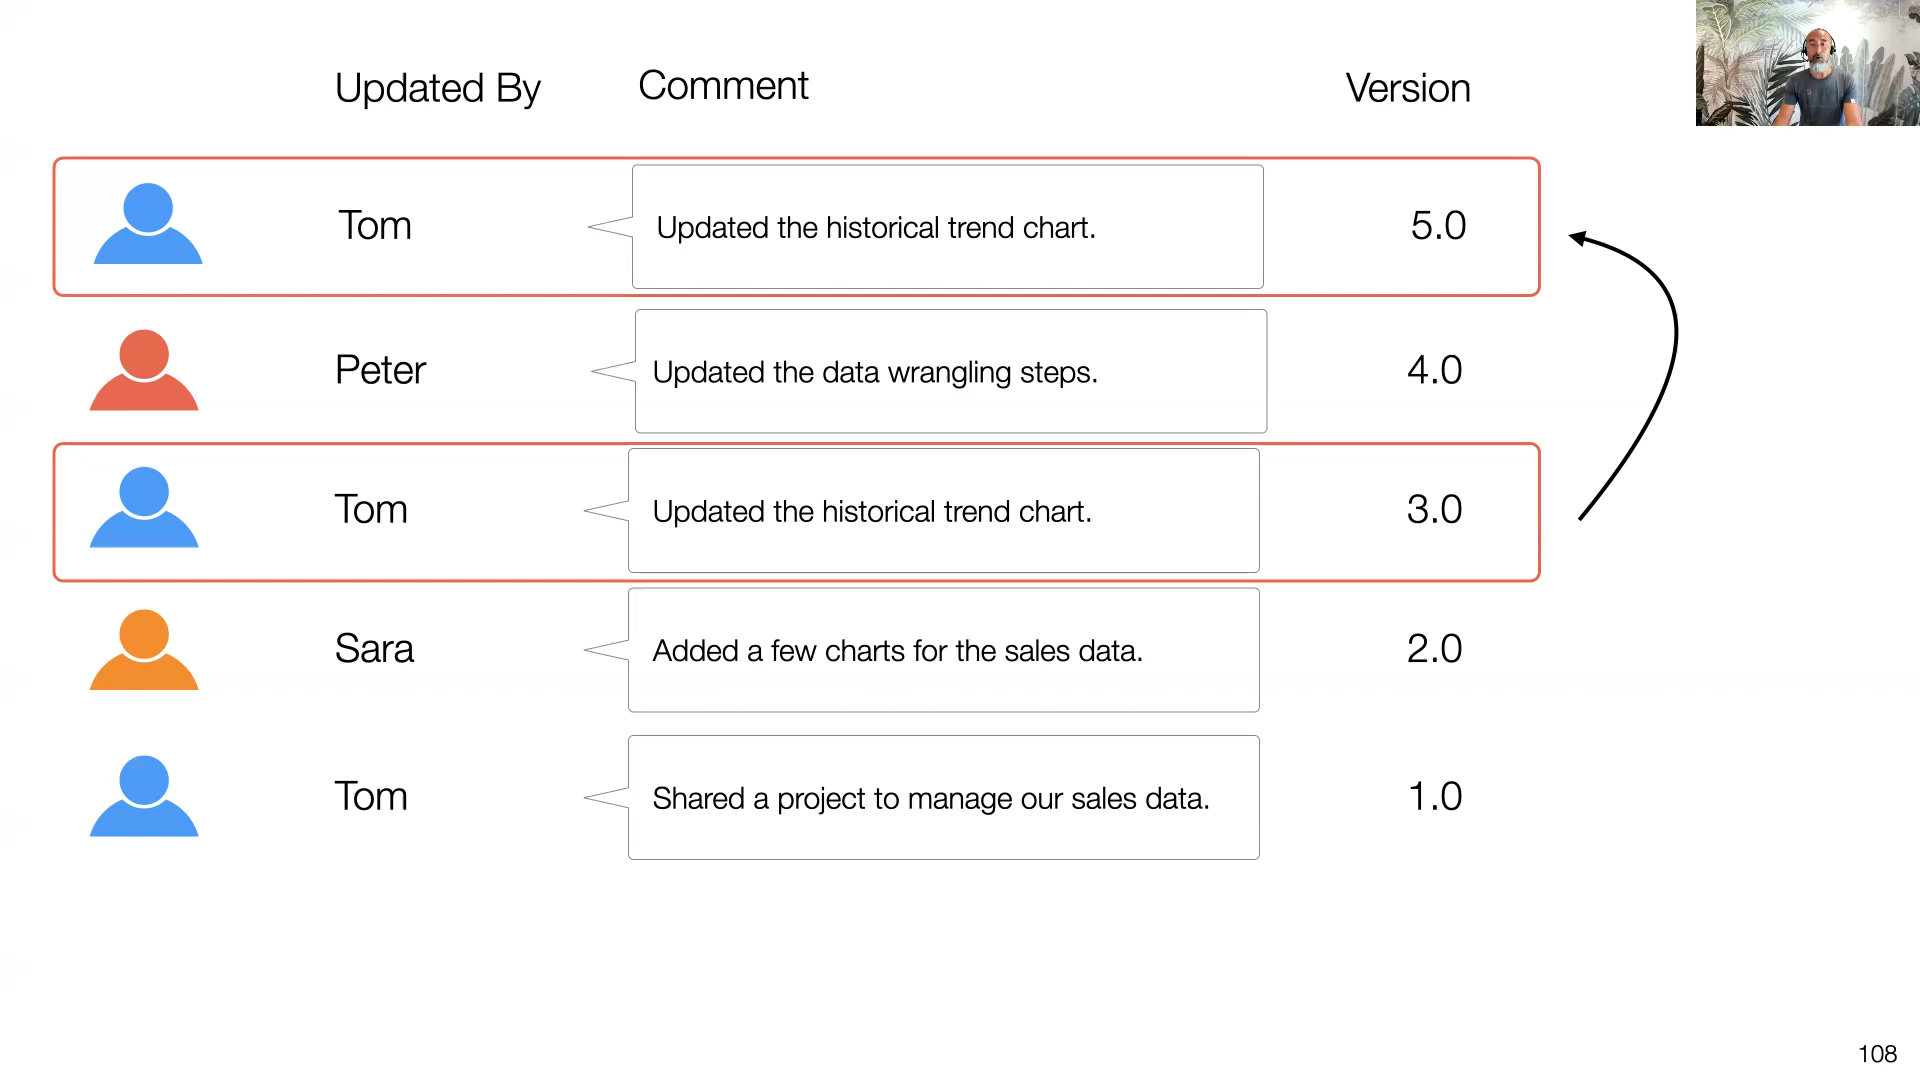 Updated By Comment Version
Tom Updated the historical trend chart. 5.0
Peter Updated the data wrangling steps. 4.0
Tom Updated the historical trend chart. 3.0
Sara Added a few charts for the sales data. 2.0
Tom Shared a project to manage our sales data. 1.0
108